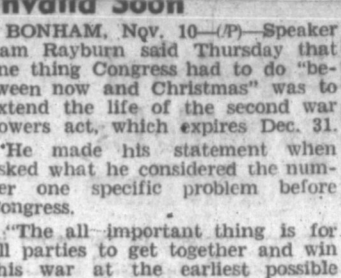 Invalid Soon
BONHAM, Nov. 10—(/P)—Speaker
am Rayburn said Thursday that
ne thing Congress had to do "be-
ween now and Christmas" was to
xtend the life of the second war
owers act, which expires Dec. 31.
"He made his statement when
sked what he considered the num-
er one specific problem before
ongress.
"The all important thing is for
ll parties to get together and win
his war at the earliest possible